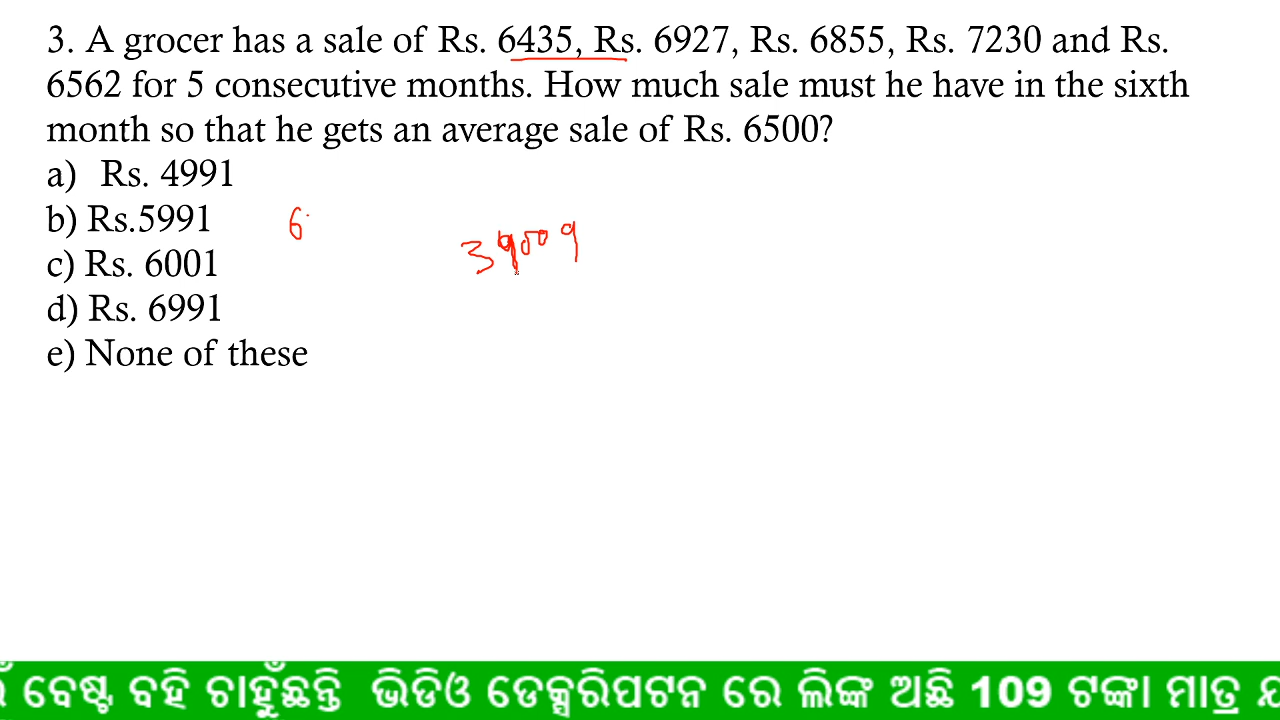 3. A grocer has a sale of Rs. 6435, Rs. 6927, Rs. 6855, Rs. 7230 and Rs.
6562 for 5 consecutive months. How much sale must he have in the sixth
month so that he gets an average sale of Rs. 6500?
a) Rs. 4991
b) Rs.5991
6
c) Rs. 6001
d) Rs. 6991
e) None of these
ବେଷ୍ଟ ବହି ଚାହୁଁଛନ୍ତି ଭିଡିଓ ଡେକ୍ସରିପଟନ ରେ ଲିଙ୍କ ଅଛି 109 ଟଙ୍କା ମାତ୍ର